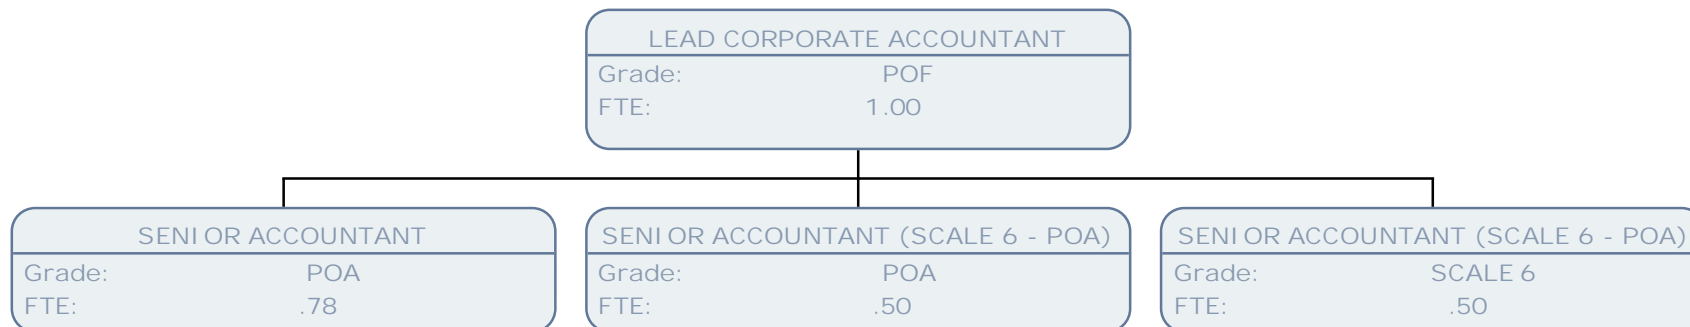 LEAD CORPORATE ACCOUNTANT
Grade: POF
FTE: 1.00
SENIOR ACCOUNTANT
Grade: POA
FTE: .78
SENIOR ACCOUNTANT (SCALE 6 - POA)
Grade: POA
FTE: .50
SENIOR ACCOUNTANT (SCALE 6 - POA)
Grade: SCALE 6
FTE: .50